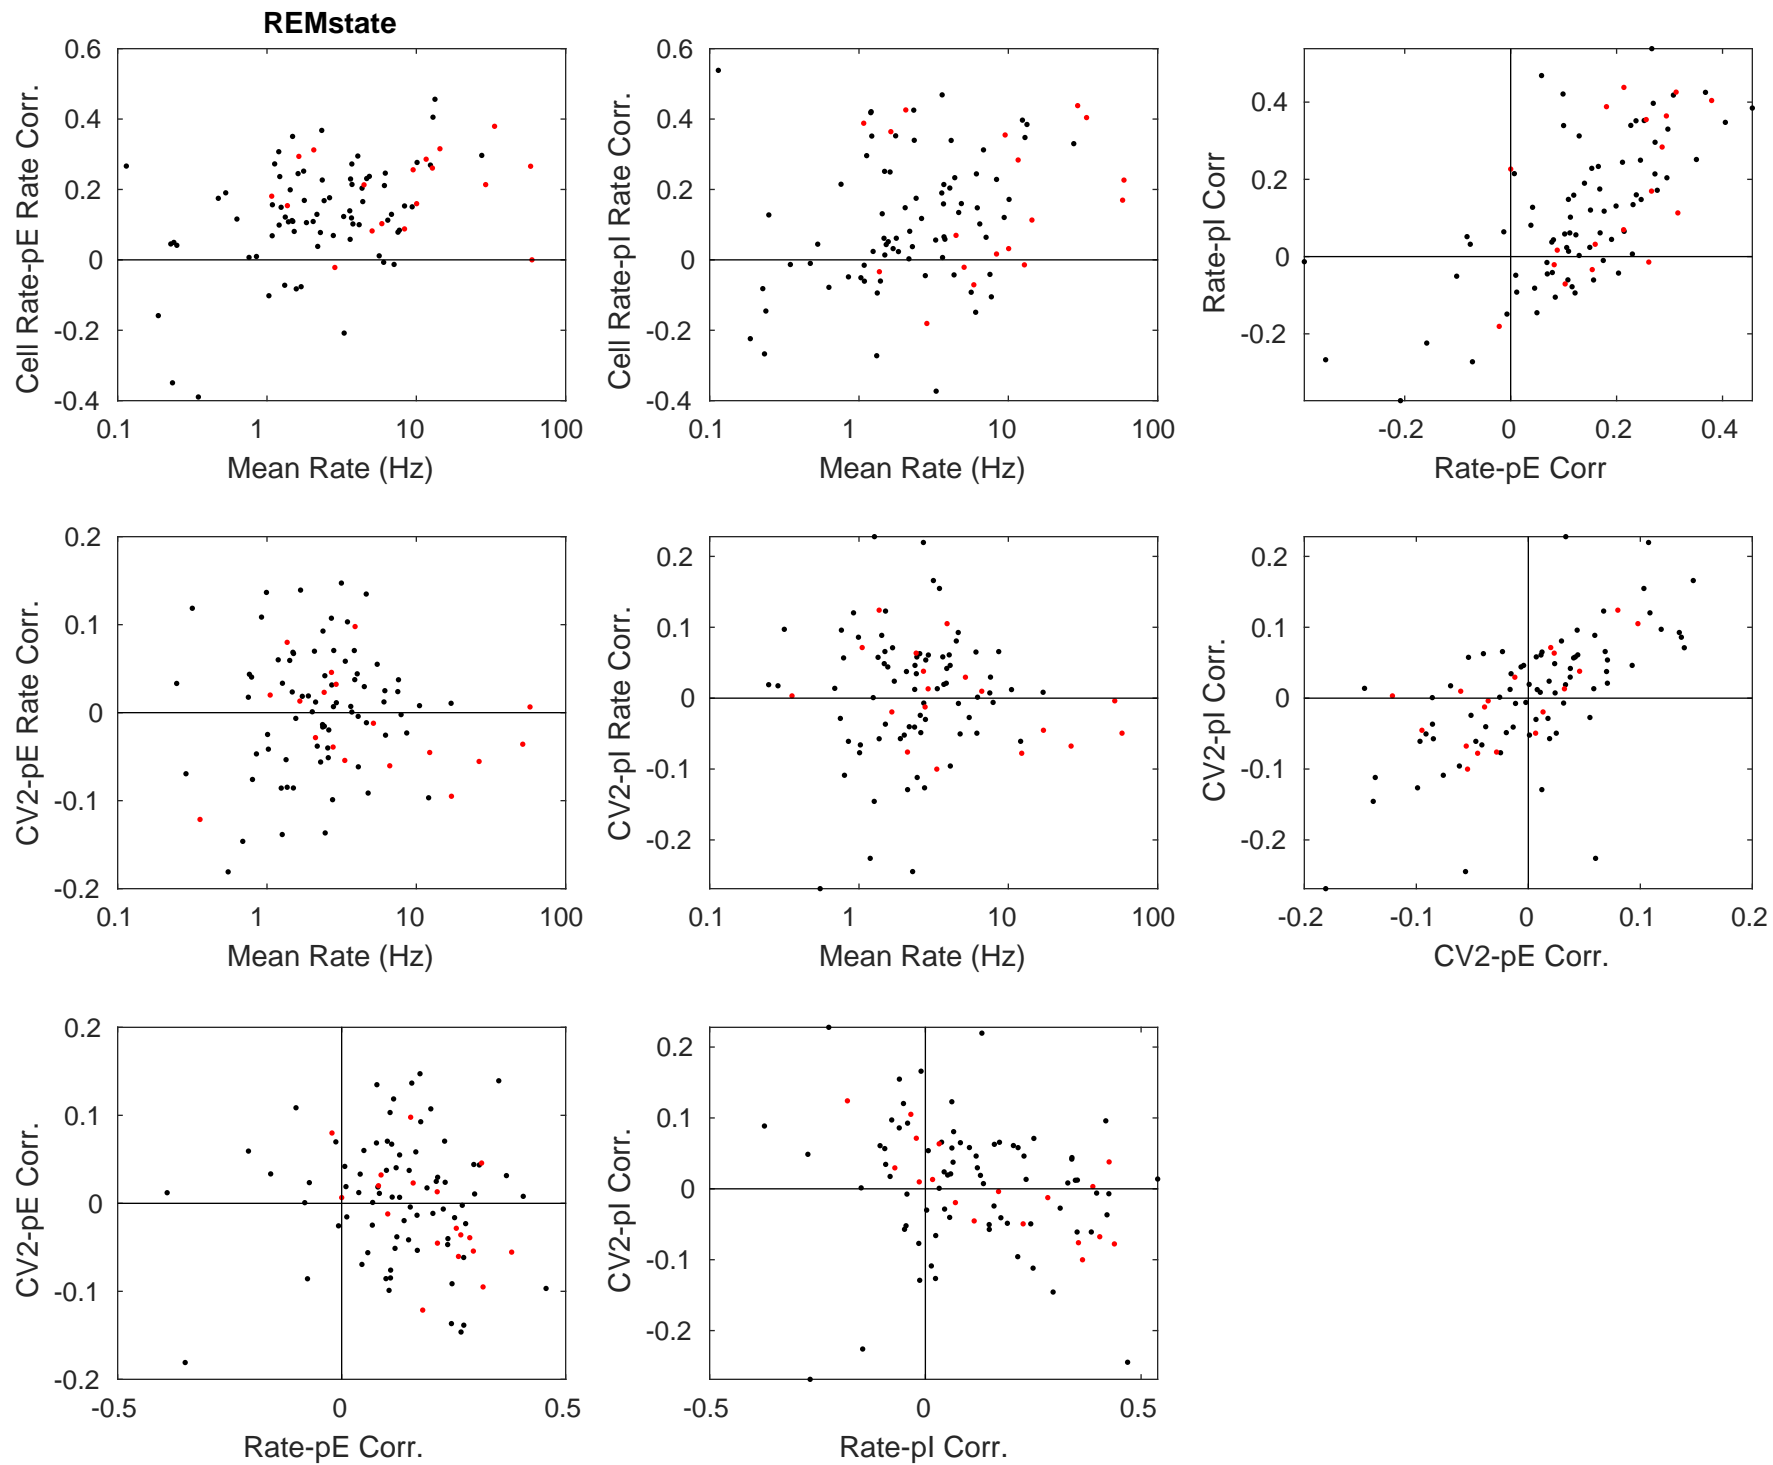 REMstate
0.6
0.4
0.2
0
-0.2
-0.4
0.1 1 10 100
Cell Rate-pE Rate Corr.
Mean Rate (Hz)
0.6
0.4
0.2
0
-0.2
-0.4
0.1 1 10 100
Cell Rate-pI Rate Corr.
Mean Rate (Hz)
0.4
0.2
0
-0.2
-0.2 0 0.2 0.4
Rate-pI Corr
Rate-pE Corr
0.2
0.1
0
-0.1
-0.2
0.1 1 10 100
CV2-pE Rate Corr.
Mean Rate (Hz)
0.2
0.1
0
-0.1
-0.2
0.1 1 10 100
CV2-pI Rate Corr.
Mean Rate (Hz)
0.2
0.1
0
-0.1
-0.2
-0.2 -0.1 0 0.1 0.2
CV2-pI Corr.
CV2-pE Corr.
0.2
0.1
0
-0.1
-0.2
-0.5 0 0.5
CV2-pE Corr.
Rate-pE Corr.
0.2
0.1
0
-0.1
-0.2
-0.5 0 0.5
CV2-pI Corr.
Rate-pI Corr.